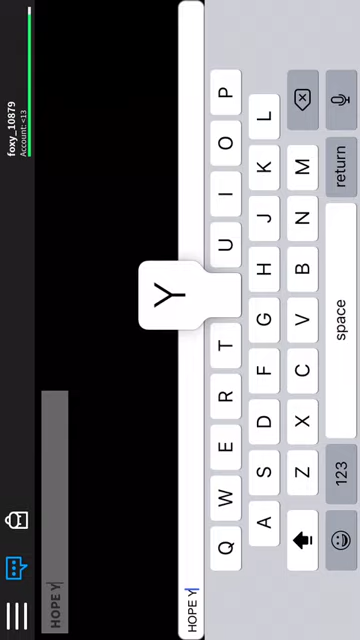 foxy_10879
Account: <13
HOPE Y
HOPE Y
Y
Q W E R T U I O P
A S D F G H J K L
Z X C V B N M
123 space return